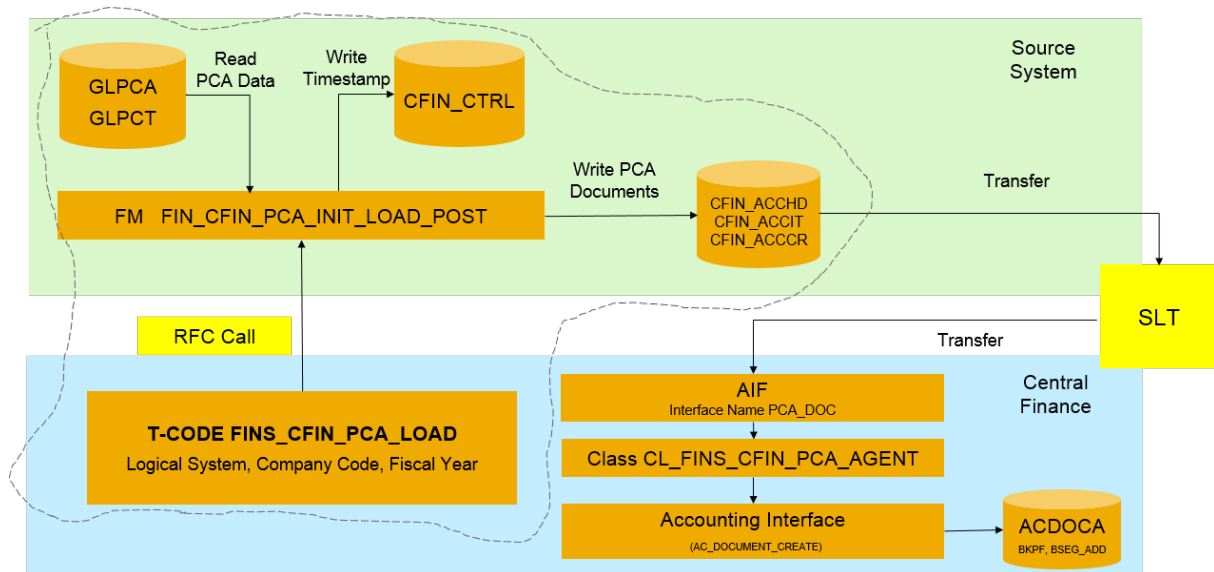 Source
System
Read
PCA Data
Write
Timestamp
GLPCA
GLPCT
CFIN_CTRL
Write PCA
Documents
Transfer
FM FIN_CFIN_PCA_INIT_LOAD_POST
CFIN_ACCHD
CFIN_ACCIT
CFIN_ACCCR
SLT
RFC Call
Transfer
Central
Finance
T-CODE FINS_CFIN_PCA_LOAD
Logical System, Company Code, Fiscal Year
AIF
Interface Name PCA_DOC
Class CL_FINS_CFIN_PCA_AGENT
Accounting Interface
(AC_DOCUMENT_CREATE)
ACDOCA
BKPF, BSEG_ADD